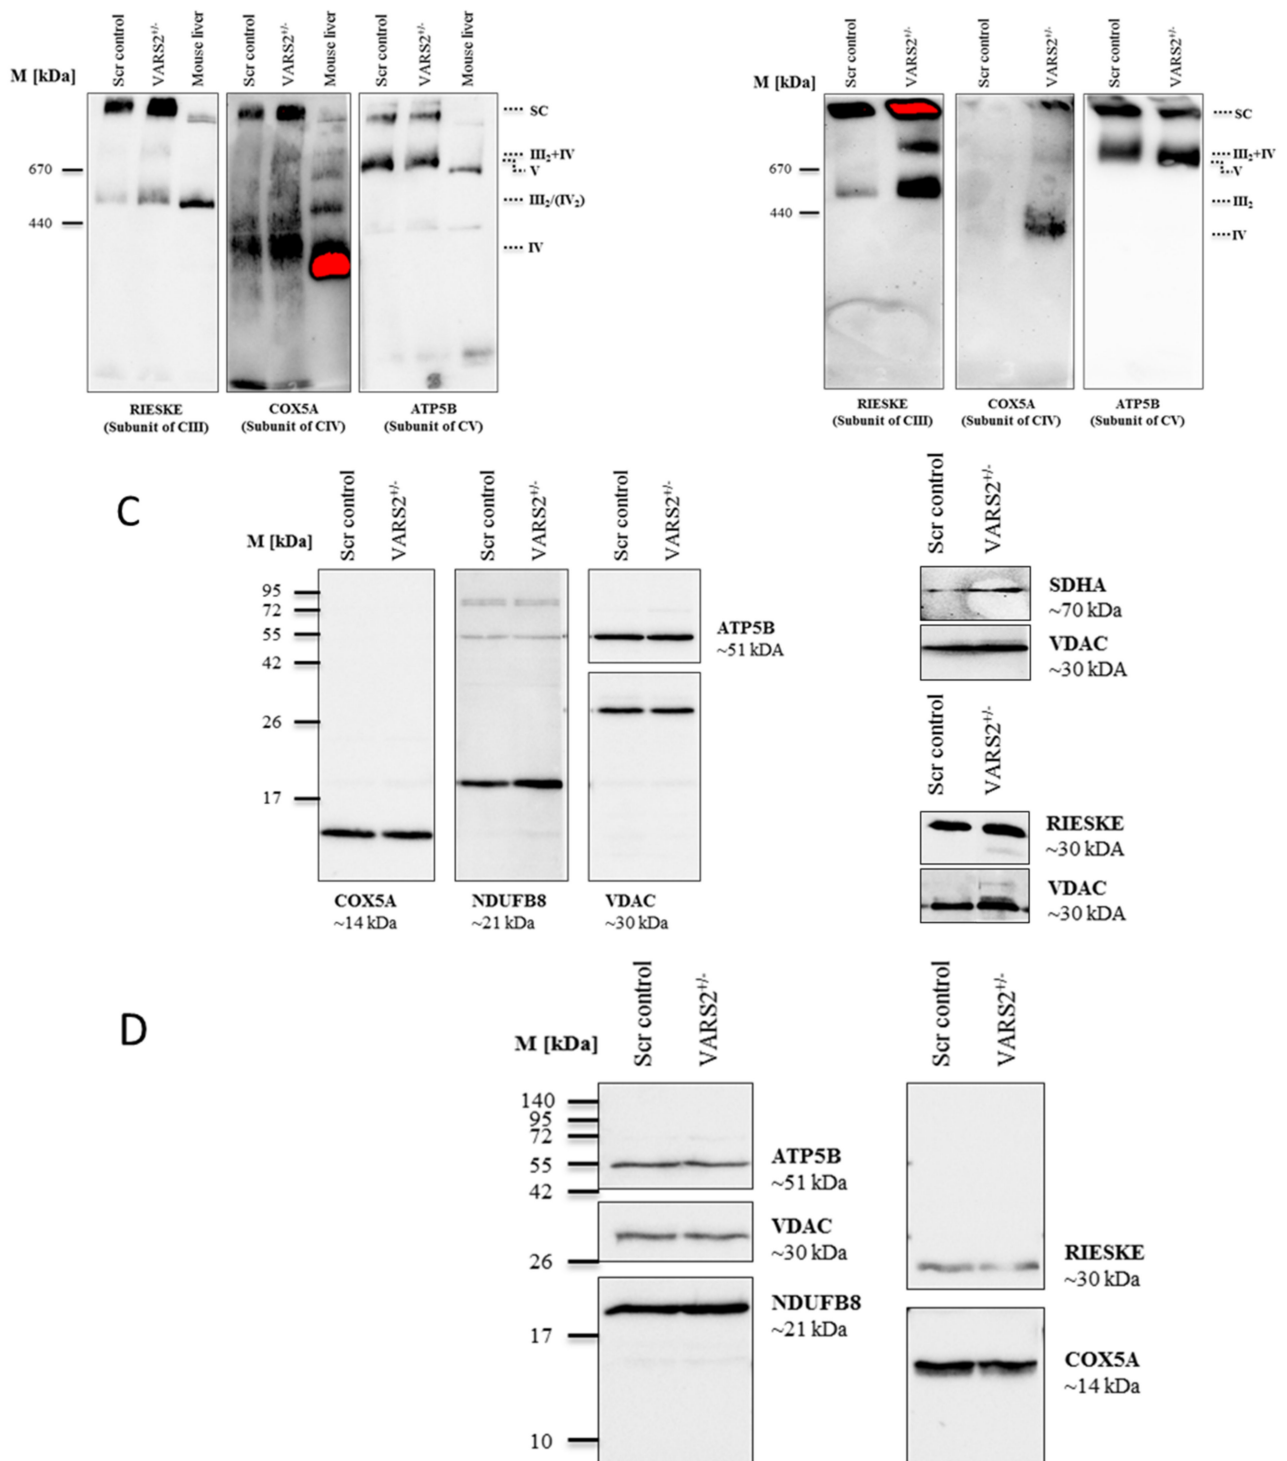 Scr control
VARS2+/-
Mouse liver
Scr control
VARS2+/-
Mouse liver
Scr control
VARS2+/-
Mouse liver
M [kDa]
670
440
SC
III2+IV
V
III2/(IV2)
IV
RIESKE
(Subunit of CIII)
COX5A
(Subunit of CIV)
ATP5B
(Subunit of CV)
Scr control
VARS2+/-
Scr control
VARS2+/-
Scr control
VARS2+/-
M [kDa]
670
440
SC
III2+IV
V
III2
IV
RIESKE
(Subunit of CIII)
COX5A
(Subunit of CIV)
ATP5B
(Subunit of CV)
C
Scr control
VARS2+/-
Scr control
VARS2+/-
Scr control
VARS2+/-
M [kDa]
95
72
55
42
26
17
ATP5B
~51 kDA
COX5A
~14 kDa
NDUFB8
~21 kDa
VDAC
~30 kDa
Scr control
VARS2+/-
SDHA
~70 kDa
VDAC
~30 kDA
Scr control
VARS2+/-
RIESKE
~30 kDA
VDAC
~30 kDA
D
Scr control
VARS2+/-
M [kDa]
140
95
72
55
42
26
17
10
ATP5B
~51 kDa
VDAC
~30 kDa
NDUFB8
~21 kDa
Scr control
VARS2+/-
RIESKE
~30 kDa
COX5A
~14 kDa